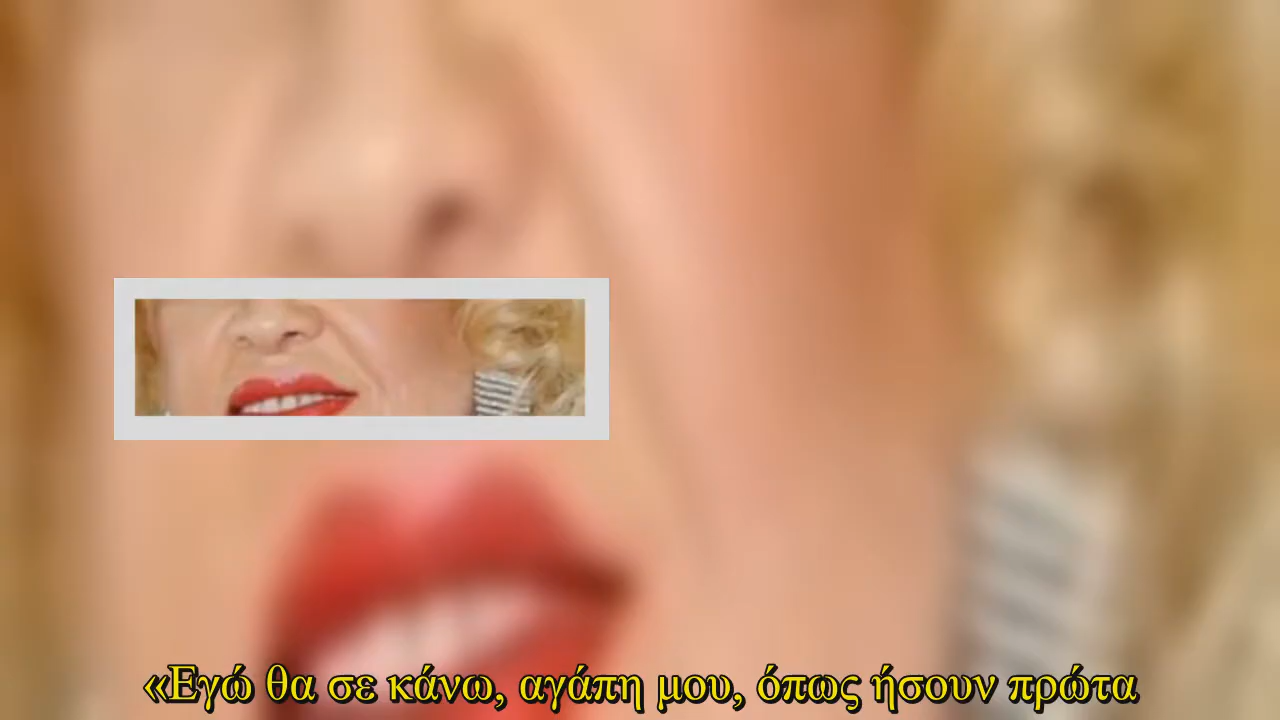 «Εγώ θα σε κάνω, αγάπη μου, όπως ήσουν πρώτα